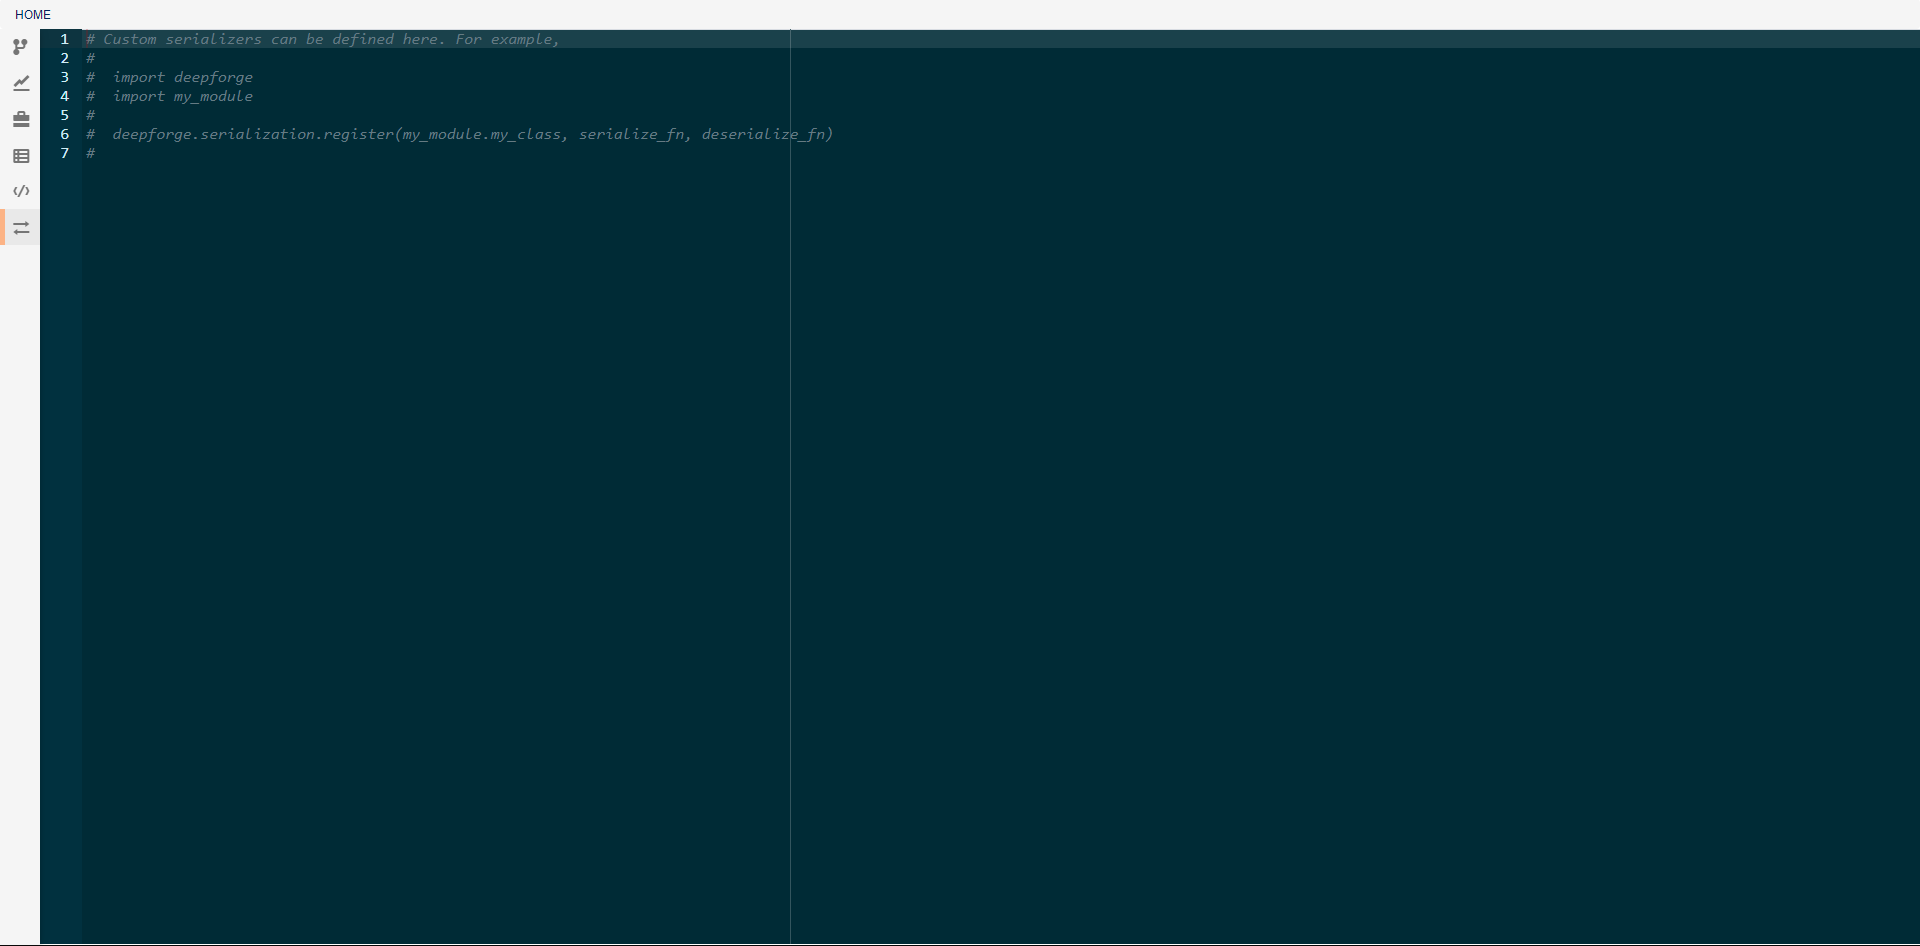 HOME
1 # Custom serializers can be defined here. For example,
2 #
3 #  import deepforge
4 #  import my_module
5 #
6 #  deepforge.serialization.register(my_module.my_class, serialize_fn, deserialize_fn)
7 #